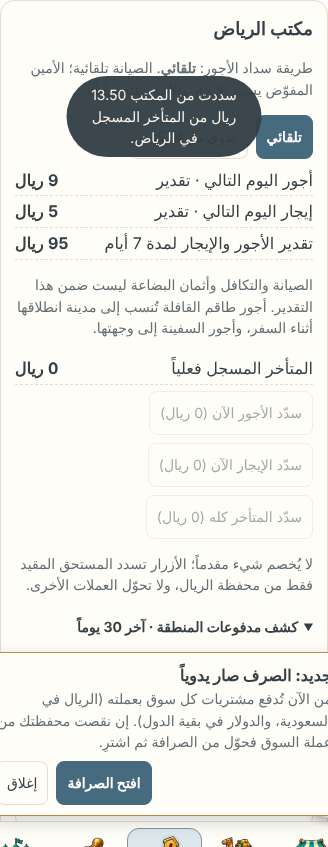 مكتب الرياض
طريقة سداد الأجور: تلقائي. الصيانة تلقائية؛ الأمين
المفوّض
سددت من المكتب 13.50
ريال من المتأخر المسجل
في الرياض.
تلقائي
أجور اليوم التالي · تقدير 9 ريال
إيجار اليوم التالي · تقدير 5 ريال
تقدير الأجور والإيجار لمدة 7 أيام 95 ريال
الصيانة والتكافل وأثمان البضاعة ليست ضمن هذا
التقدير. أجور طاقم القافلة تُنسب إلى مدينة انطلاقها
أثناء السفر، وأجور السفينة إلى وجهتها.
المتأخر المسجل فعلياً 0 ريال
سدّد الأجور الآن (0 ريال)
سدّد الإيجار الآن (0 ريال)
سدّد المتأخر كله (0 ريال)
لا يُخصم شيء مقدماً؛ الأزرار تسدد المستحق المقيد
فقط من محفظة الريال، ولا تحوّل العملات الأخرى.
▼ كشف مدفوعات المنطقة · آخر 30 يوماً
جديد: الصرف صار يدوياً
من الآن تُدفع مشتريات كل سوق بعملته (الريال في
السعودية، والدولار في بقية الدول). إن نقصت محفظتك من
عملة السوق فحوّل من الصرافة ثم اشترِ.
افتح الصرافة
إغلاق